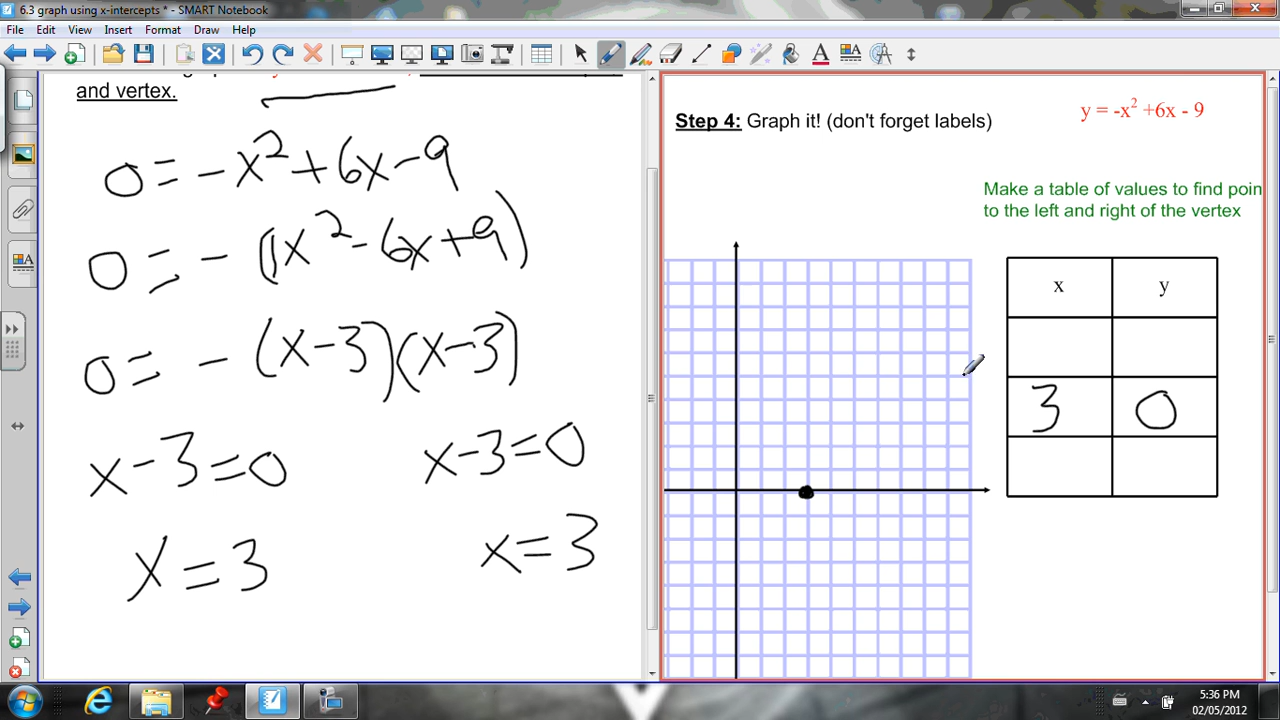 6.3 graph using x-intercepts * - SMART Notebook
File Edit View Insert Format Tools Draw Help
and vertex.
0 = - x² + 6x - 9
0 = - (1x² - 6x + 9)
0 = - (x - 3)(x - 3)
x - 3 = 0 x - 3 = 0
x = 3 x = 3
Step 4: Graph it! (don't forget labels)
y = -x² +6x - 9
Make a table of values to find poin
to the left and right of the vertex
x y
3 0
5:36 PM
02/05/2012